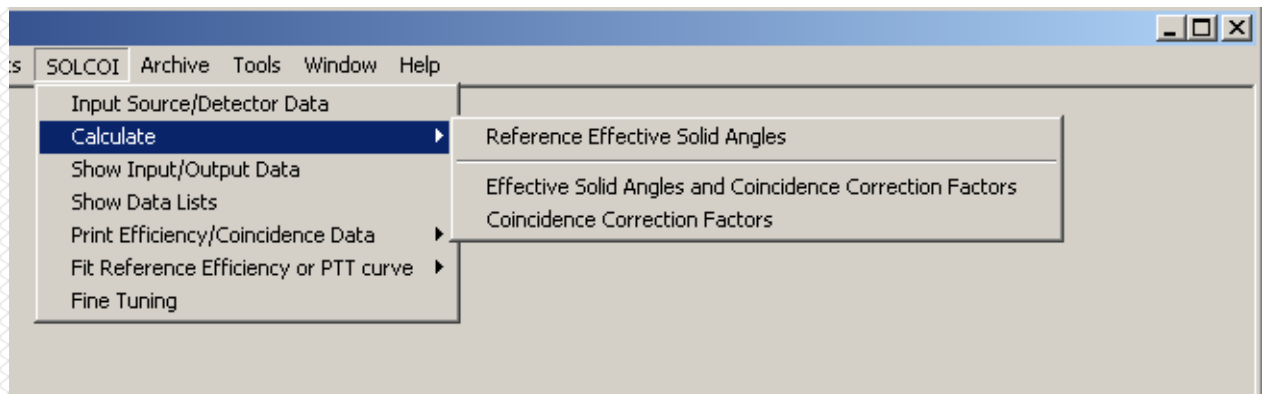 SOLCOI Archive Tools Window Help
Input Source/Detector Data
Calculate
Show Input/Output Data
Show Data Lists
Print Efficiency/Coincidence Data
Fit Reference Efficiency or PTT curve
Fine Tuning
Reference Effective Solid Angles
Effective Solid Angles and Coincidence Correction Factors
Coincidence Correction Factors